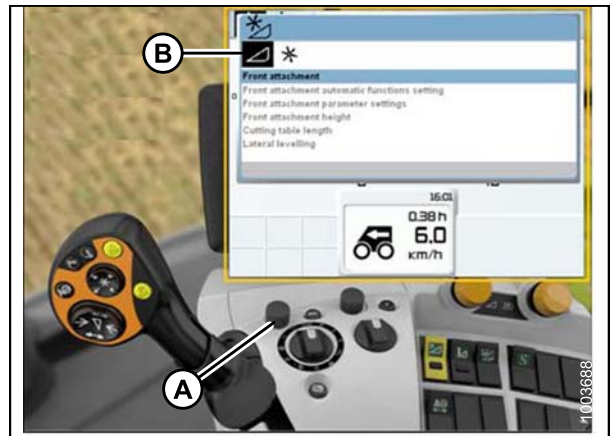 B
Front attachment
Front attachment automatic functions setting
Front attachment parameter settings
Front attachment height
Cutting table length
Lateral levelling
16:01
0.38 h
6.0
km/h
A
1003688